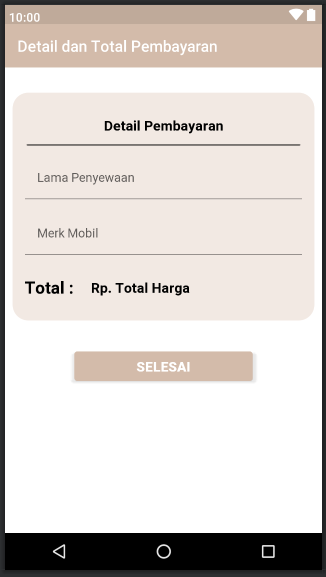 10:00
Detail dan Total Pembayaran
Detail Pembayaran
Lama Penyewaan
Merk Mobil
Total : Rp. Total Harga
SELESAI